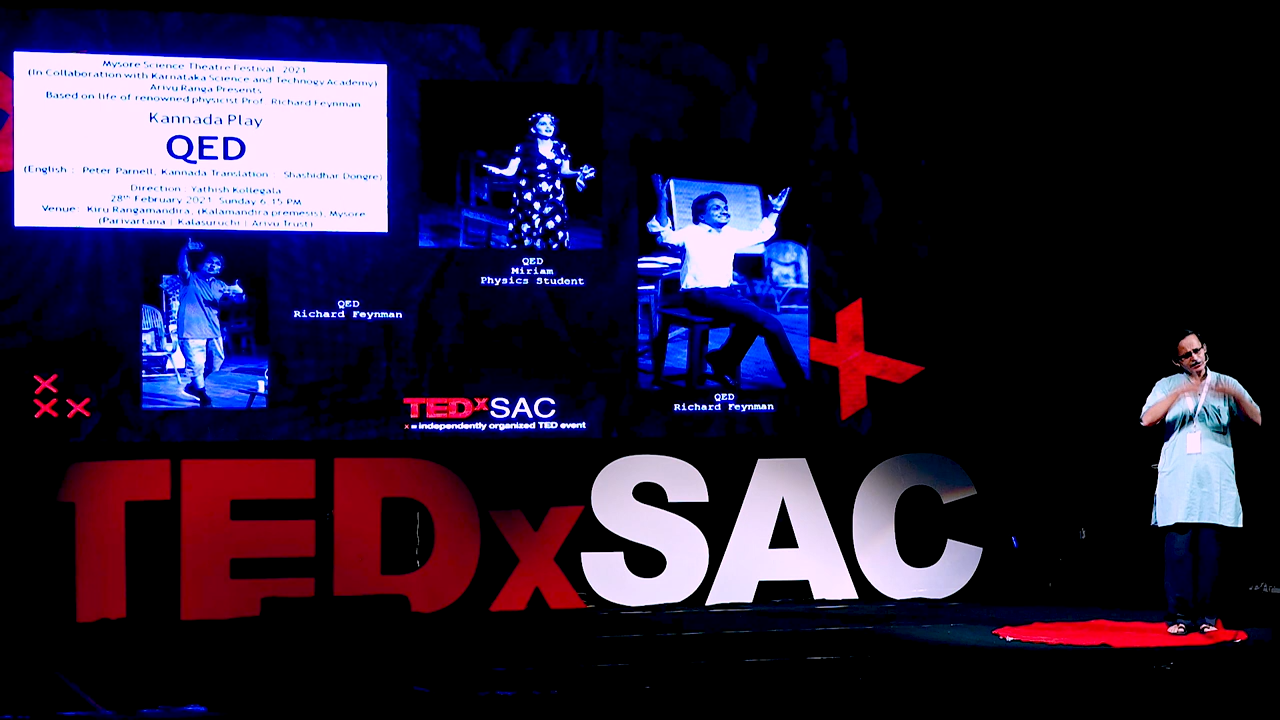 Mysore Science Theatre Festival 2021
(In Collaboration with Karnataka Science and Technogy Academy)
Arivu Ranga Presents
Based on life of renowned physicist Prof. Richard Feynman
Kannada Play
QED
(English : Peter Parnell, Kannada Translation : Shashidhar Dongre)
Direction : Yathish Kollegala
28th February 2021 Sunday 6:15 PM
Venue: Kiru Rangamandira, (Kalamandira premesis), Mysore
(Parivartana | Kalasuruchi | Arivu Trust)
QED
Miriam
Physics Student
QED
Richard Feynman
QED
Richard Feynman
TEDxSAC
x = independently organized TED event
TEDxSAC